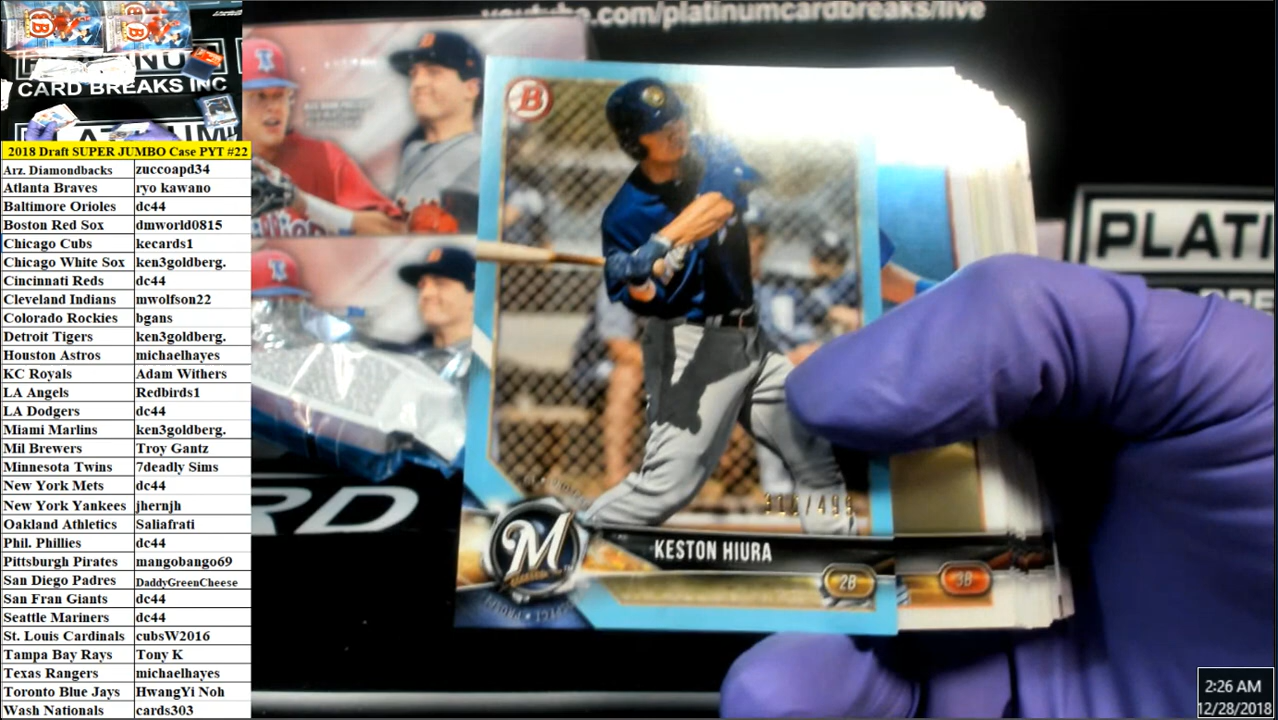 youtube.com/platinumcardbreaks/live
CARD BREAKS INC
2018 Draft SUPER JUMBO Case PYT #22
Arz. Diamondbacks zuccoapd34
Atlanta Braves ryo kawano
Baltimore Orioles dc44
Boston Red Sox dmworld0815
Chicago Cubs kecards1
Chicago White Sox ken3goldberg.
Cincinnati Reds dc44
Cleveland Indians mwolfson22
Colorado Rockies bgans
Detroit Tigers ken3goldberg.
Houston Astros michaelhayes
KC Royals Adam Withers
LA Angels Redbirds1
LA Dodgers dc44
Miami Marlins ken3goldberg.
Mil Brewers Troy Gantz
Minnesota Twins 7deadly Sims
New York Mets dc44
New York Yankees jhernjh
Oakland Athletics Saliafrati
Phil. Phillies dc44
Pittsburgh Pirates mangobango69
San Diego Padres DaddyGreenCheese
San Fran Giants dc44
Seattle Mariners dc44
St. Louis Cardinals cubsW2016
Tampa Bay Rays Tony K
Texas Rangers michaelhayes
Toronto Blue Jays HwangYi Noh
Wash Nationals cards303
B
M
KESTON HIURA
2B
3B
PLATI
RD
2:26 AM
12/28/2018